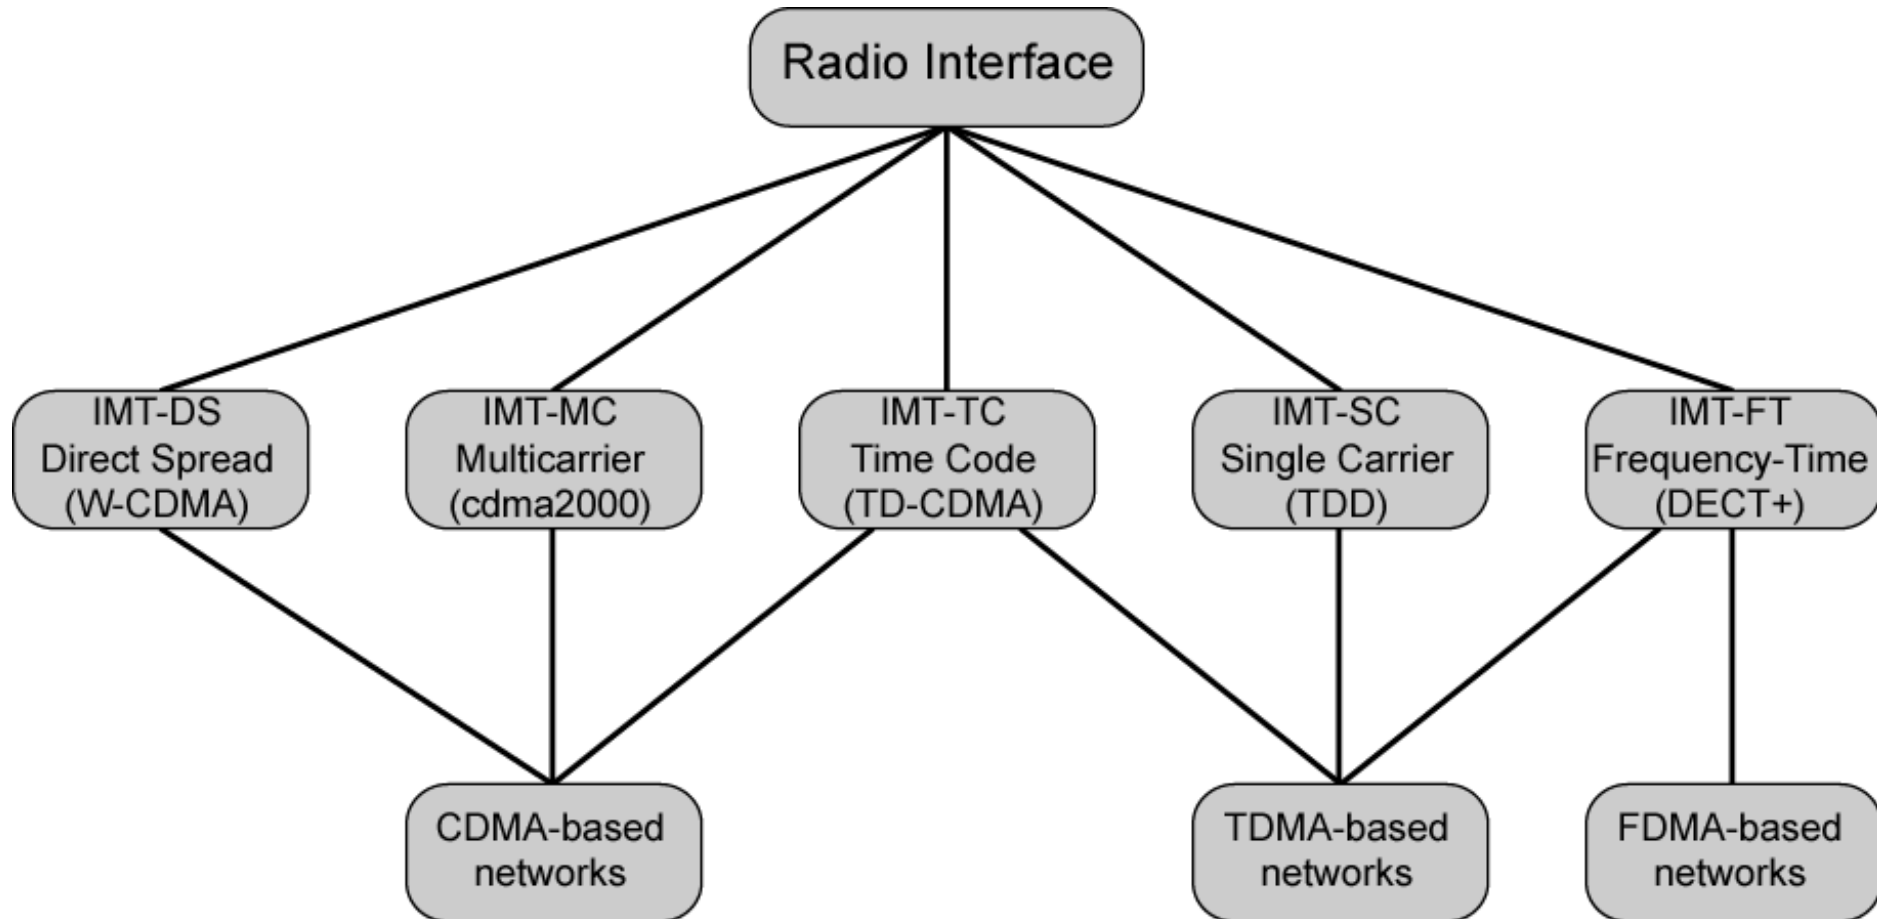 Radio Interface
IMT-DS
Direct Spread
(W-CDMA)
IMT-MC
Multicarrier
(cdma2000)
IMT-TC
Time Code
(TD-CDMA)
IMT-SC
Single Carrier
(TDD)
IMT-FT
Frequency-Time
(DECT+)
CDMA-based
networks
TDMA-based
networks
FDMA-based
networks